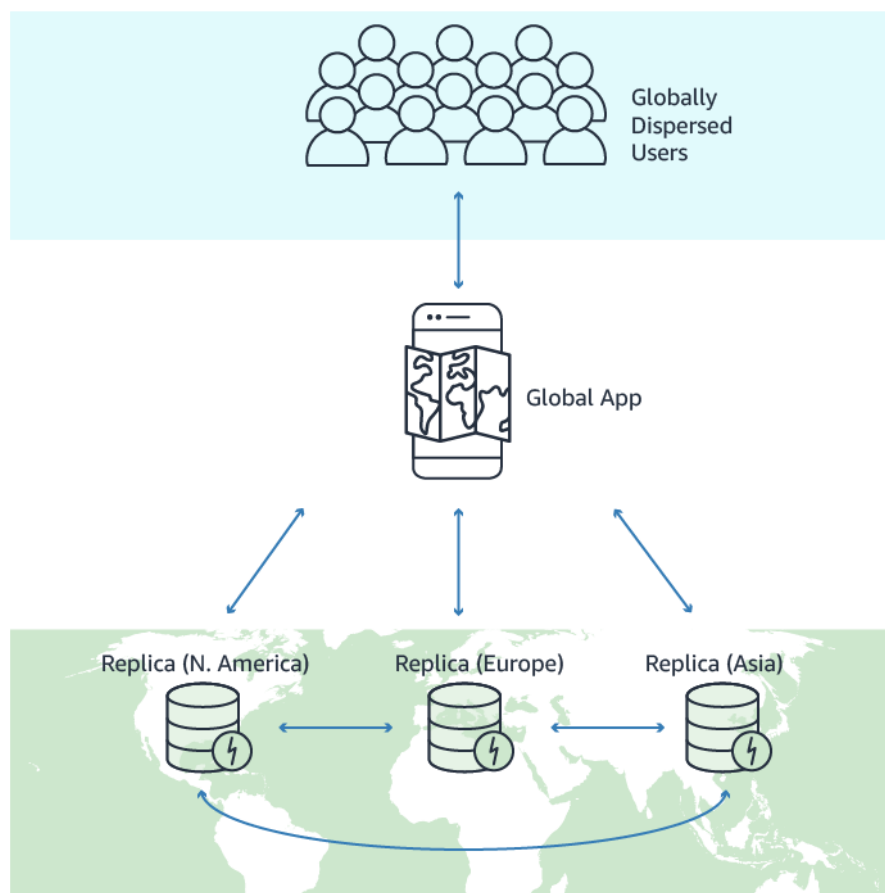 Globally
Dispersed
Users
Global App
Replica (N. America)
Replica (Europe)
Replica (Asia)